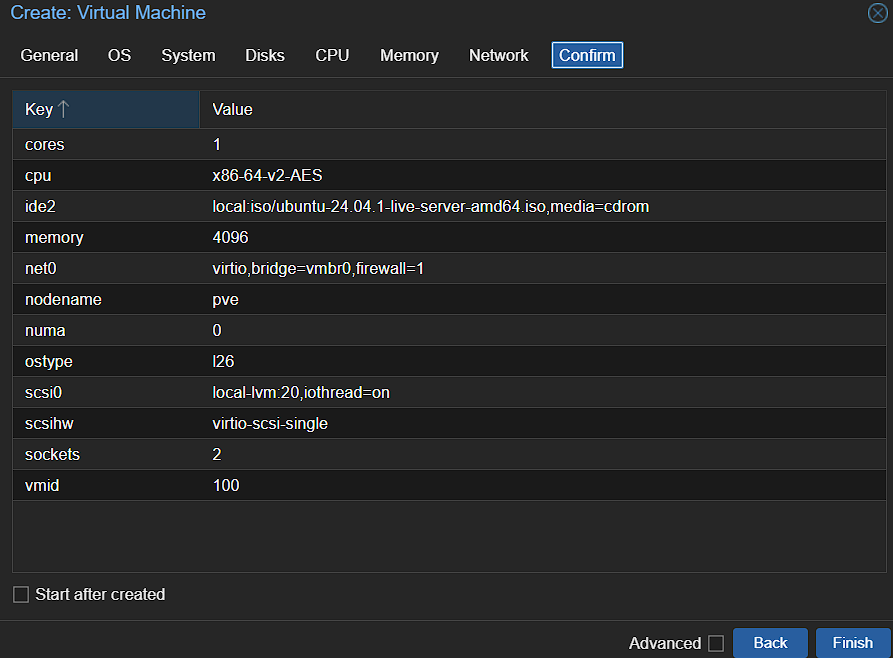 Create: Virtual Machine
General OS System Disks CPU Memory Network Confirm
Key Value
cores 1
cpu x86-64-v2-AES
ide2 local:iso/ubuntu-24.04.1-live-server-amd64.iso,media=cdrom
memory 4096
net0 virtio,bridge=vmbr0,firewall=1
nodename pve
numa 0
ostype l26
scsi0 local-lvm:20,iothread=on
scsihw virtio-scsi-single
sockets 2
vmid 100
Start after created
Advanced Back Finish